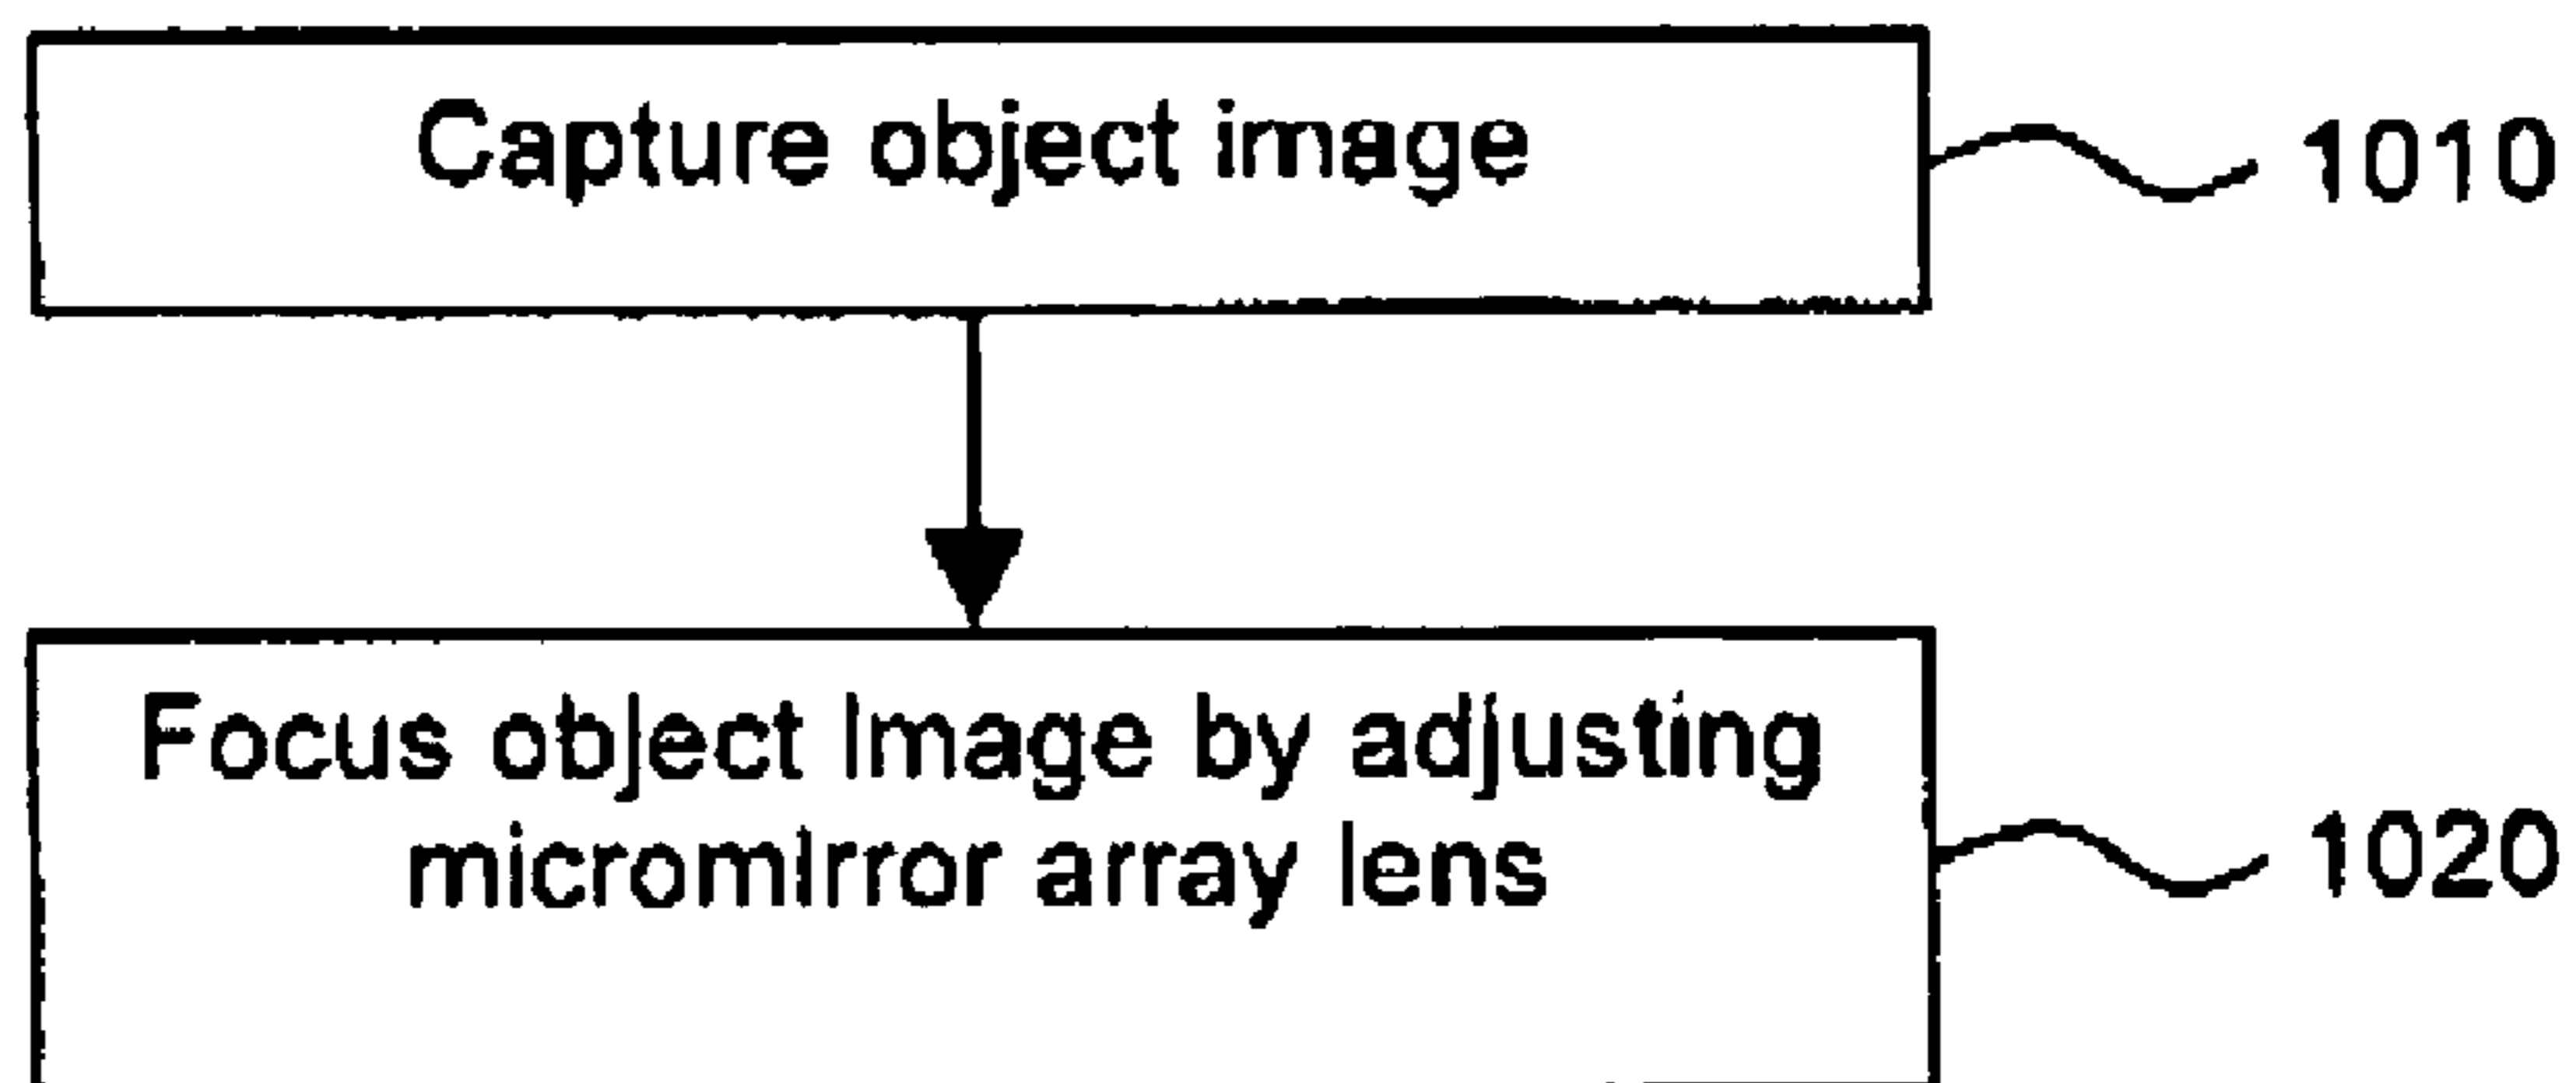 Capture object image
1010
Focus object Image by adjusting
micromirror array lens
1020